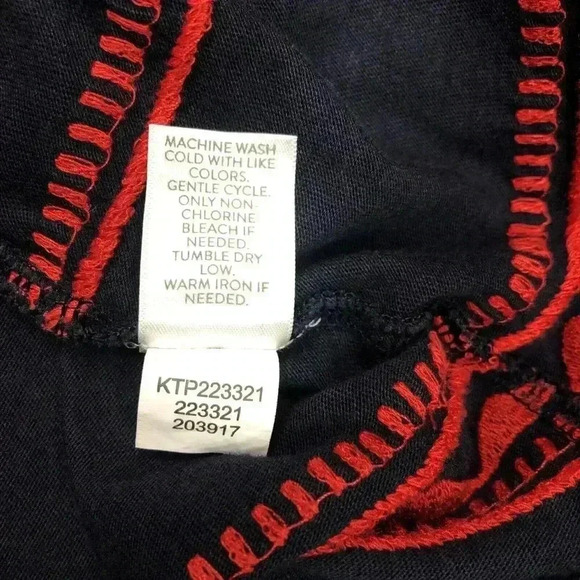 MACHINE WASH
COLD WITH LIKE
COLORS.
GENTLE CYCLE.
ONLY NON-
CHLORINE
BLEACH IF
NEEDED.
TUMBLE DRY
LOW.
WARM IRON IF
NEEDED.
KTP223321
223321
203917